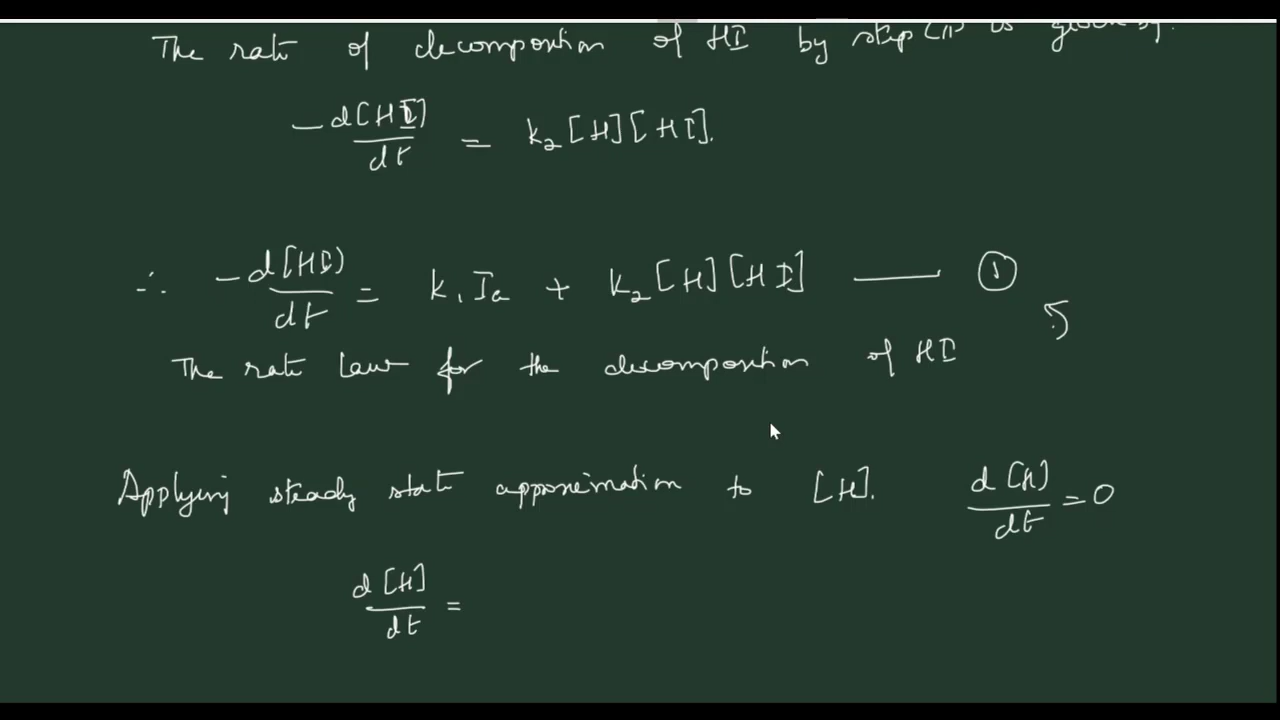 The rate of decomposition of HI by step is given by
-d[HI]/dt = k₂[H][HI].
∴ -d[HI]/dt = k₁Iₐ + k₂[H][HI] —— ①
The rate law for the decomposition of HI
Applying steady state approximation to [H]. d[H]/dt = 0
d[H]/dt =